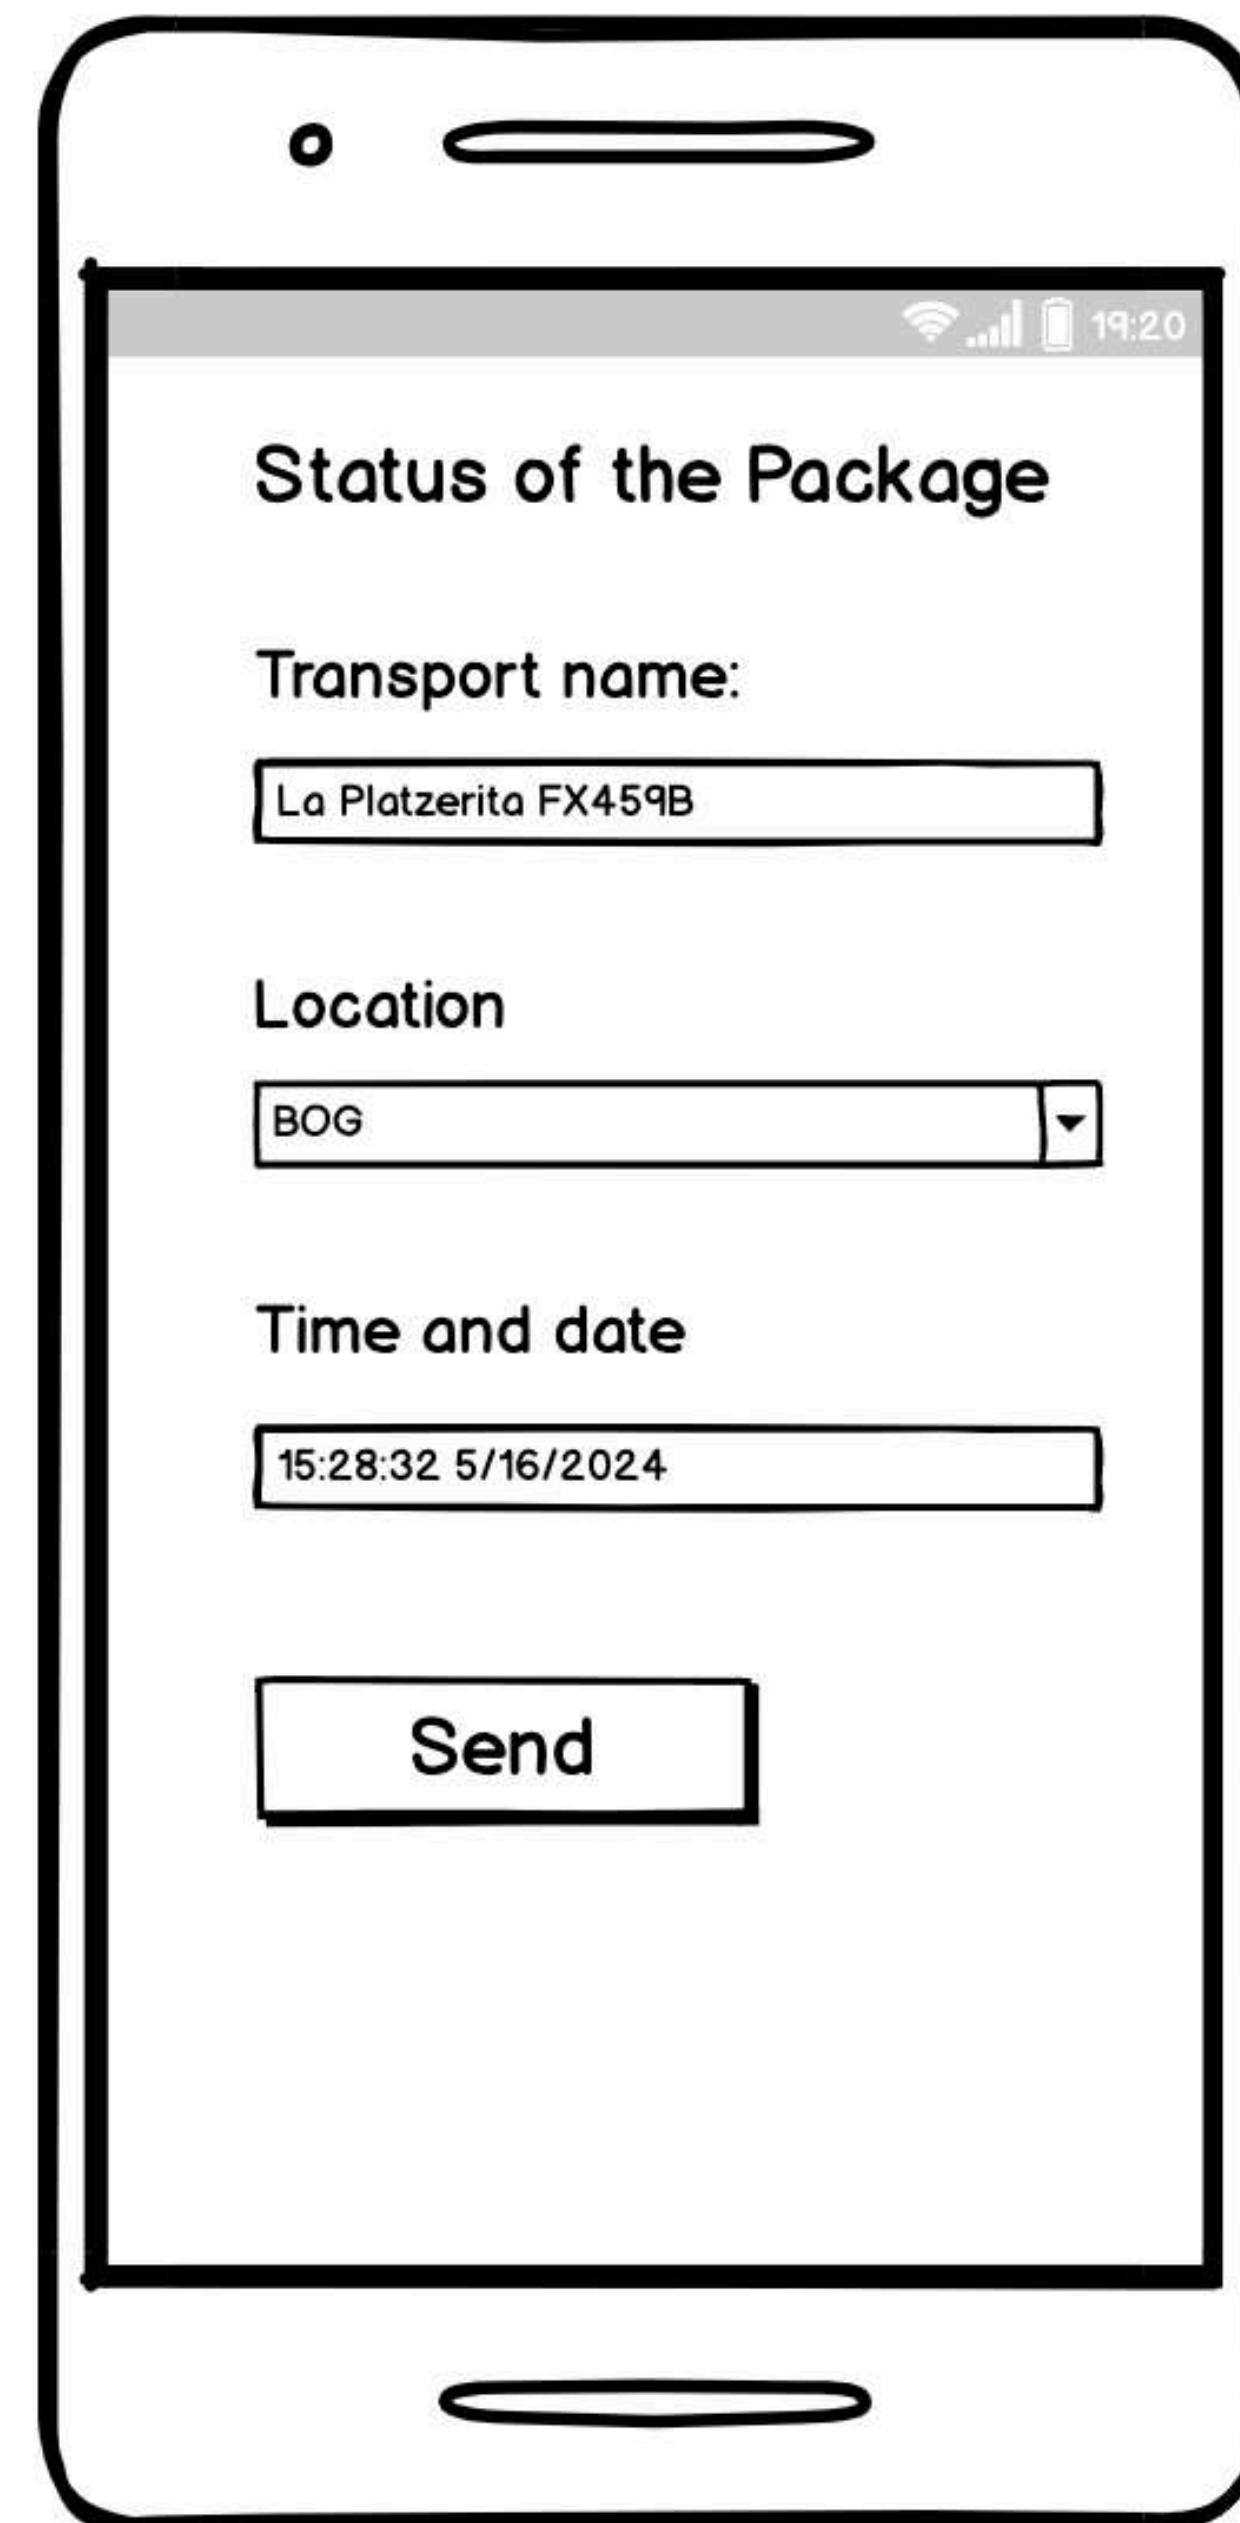 19:20
Status of the Package
Transport name:
La Platzerita FX459B
Location
BOG
Time and date
15:28:32 5/16/2024
Send